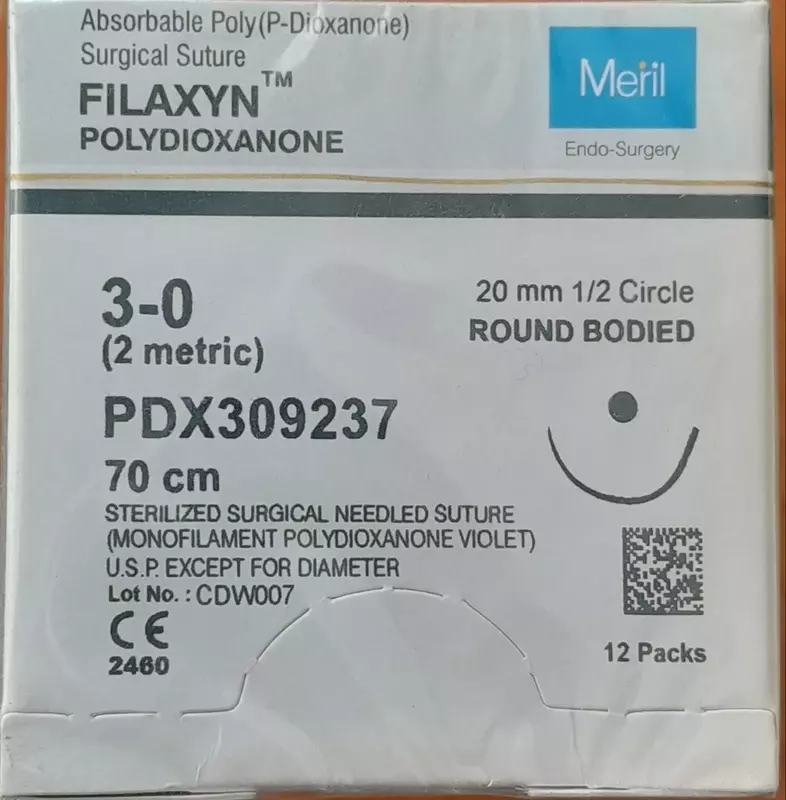 Absorbable Poly(P-Dioxanone)
Surgical Suture
FILAXYN™
POLYDIOXANONE
Meril
Endo-Surgery
3-0
(2 metric)
20 mm 1/2 Circle
ROUND BODIED
PDX309237
70 cm
STERILIZED SURGICAL NEEDLED SUTURE
(MONOFILAMENT POLYDIOXANONE VIOLET)
U.S.P. EXCEPT FOR DIAMETER
Lot No. : CDW007
CE
2460
12 Packs